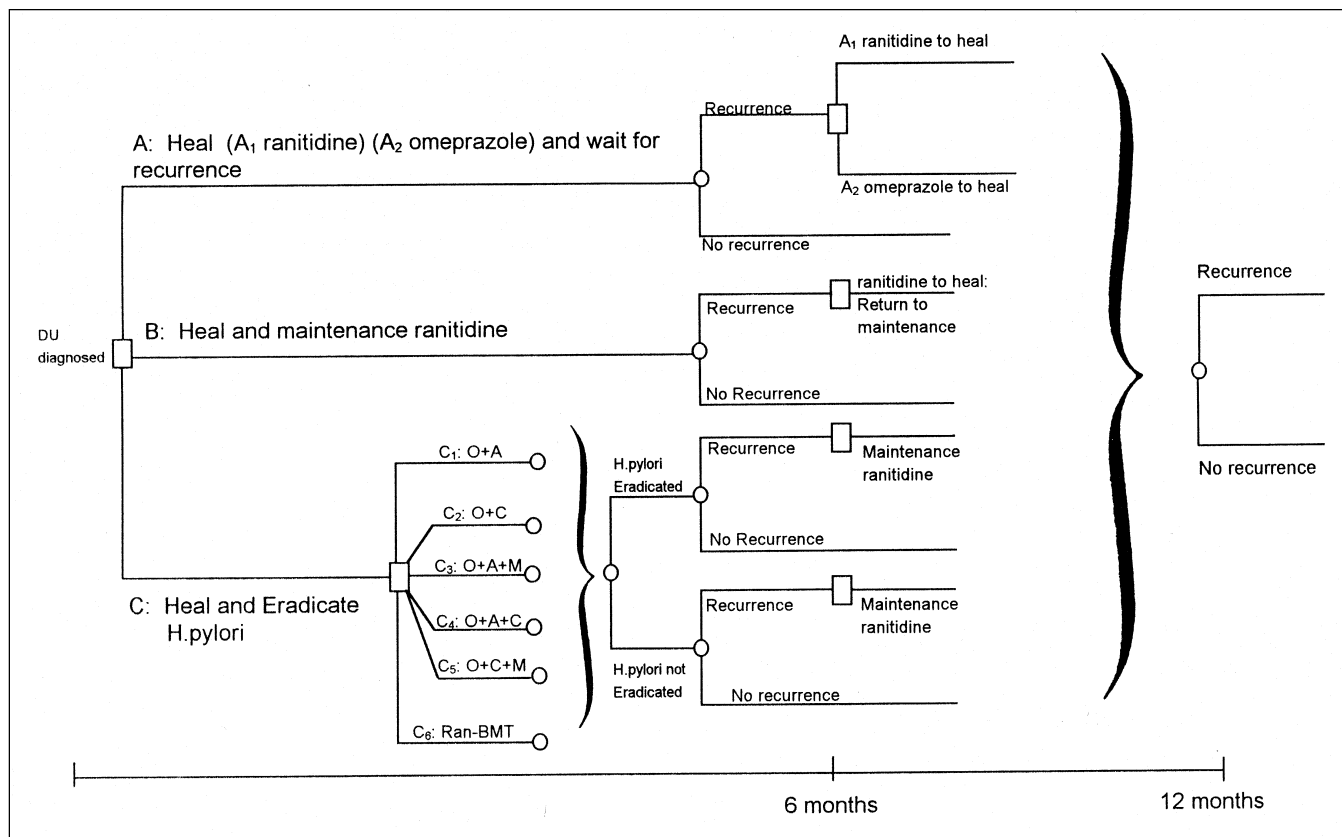 A₁ ranitidine to heal
Recurrence
A: Heal (A₁ ranitidine) (A₂ omeprazole) and wait for
recurrence
A₂ omeprazole to heal
No recurrence
Recurrence
ranitidine to heal:
Return to
maintenance
Recurrence
B: Heal and maintenance ranitidine
DU
diagnosed
No Recurrence
C₁: O+A
C₂: O+C
C₃: O+A+M
C₄: O+A+C
C₅: O+C+M
C₆: Ran-BMT
H.pylori
Eradicated
Recurrence
Maintenance
ranitidine
No recurrence
No Recurrence
C: Heal and Eradicate
H.pylori
Recurrence
Maintenance
ranitidine
H.pylori not
Eradicated
No recurrence
6 months
12 months